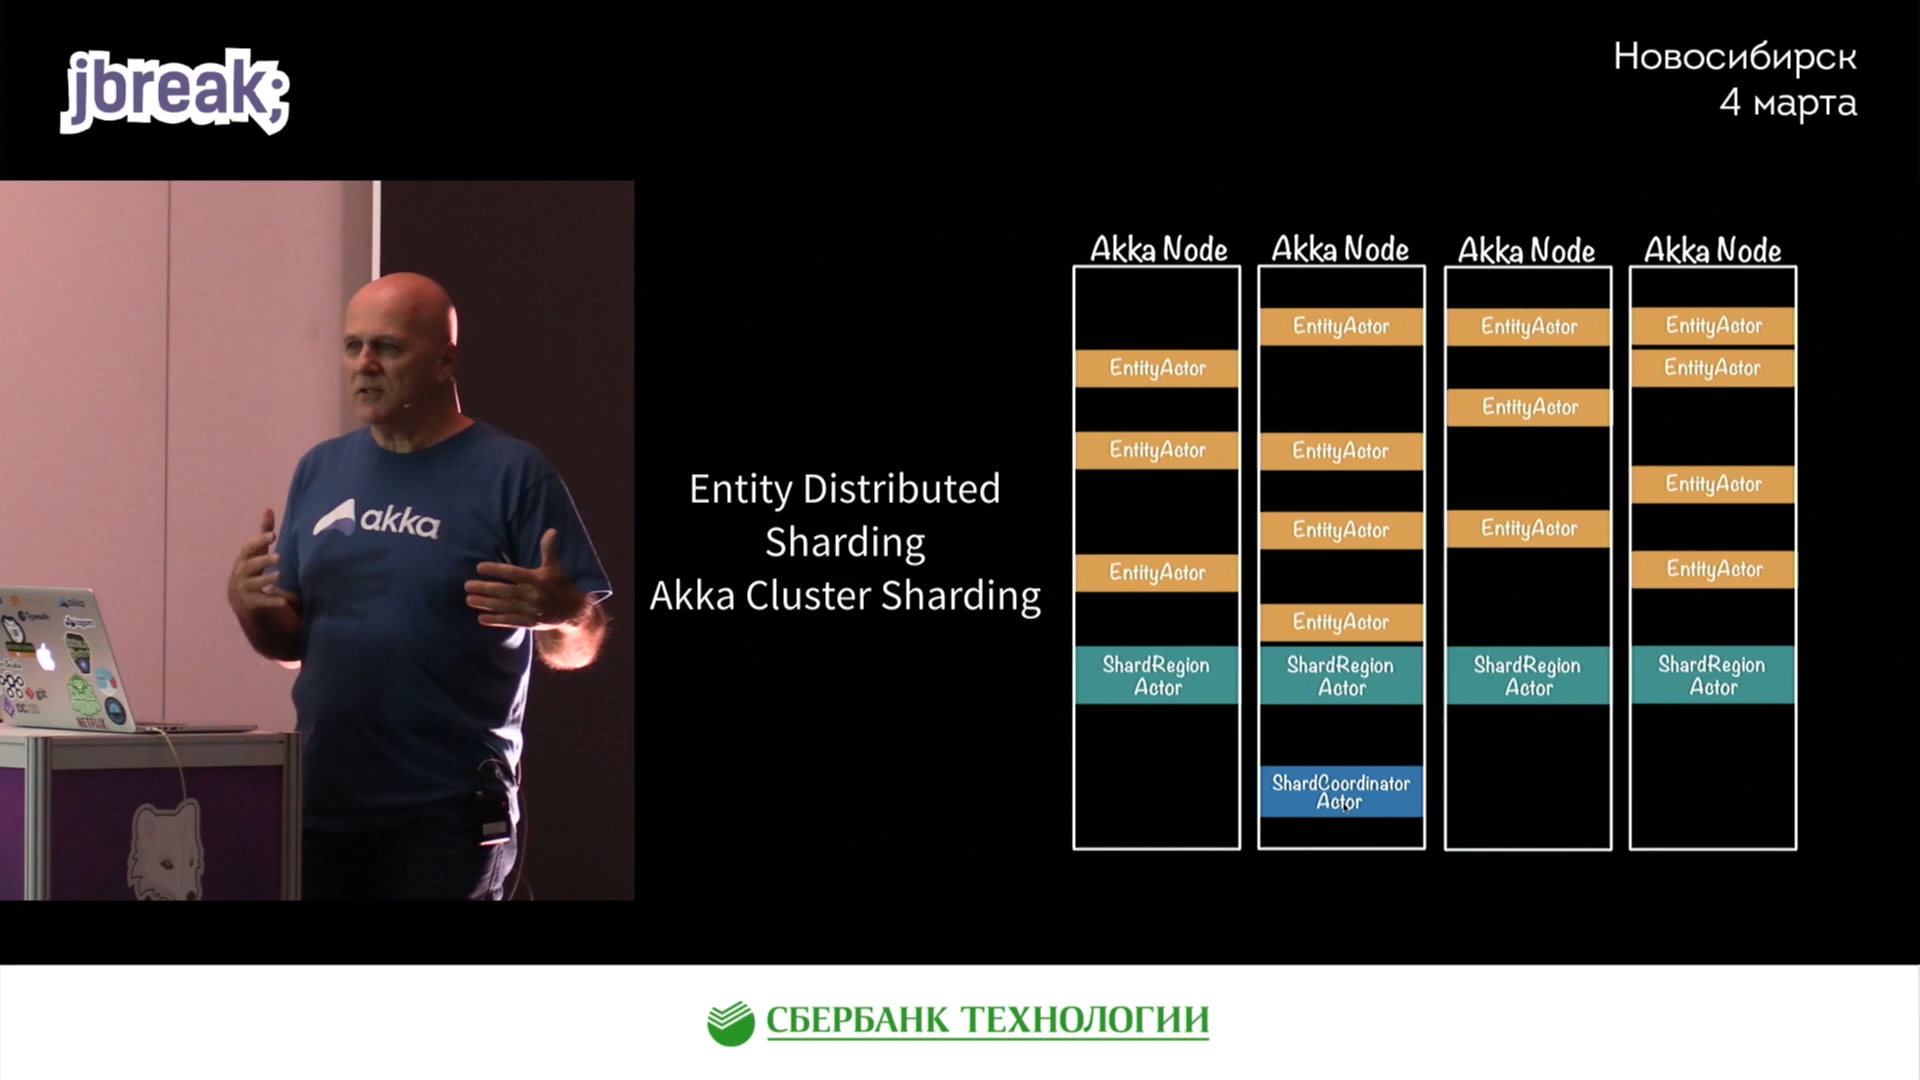 jbreak;
Новосибирск
4 марта
akka
NETFLIX
git
Entity Distributed
Sharding
Akka Cluster Sharding
Akka Node
EntityActor
EntityActor
EntityActor
ShardRegion
Actor
Akka Node
EntityActor
EntityActor
EntityActor
EntityActor
ShardRegion
Actor
ShardCoordinator
Actor
Akka Node
EntityActor
EntityActor
EntityActor
ShardRegion
Actor
Akka Node
EntityActor
EntityActor
EntityActor
EntityActor
ShardRegion
Actor
СБЕРБАНК ТЕХНОЛОГИИ